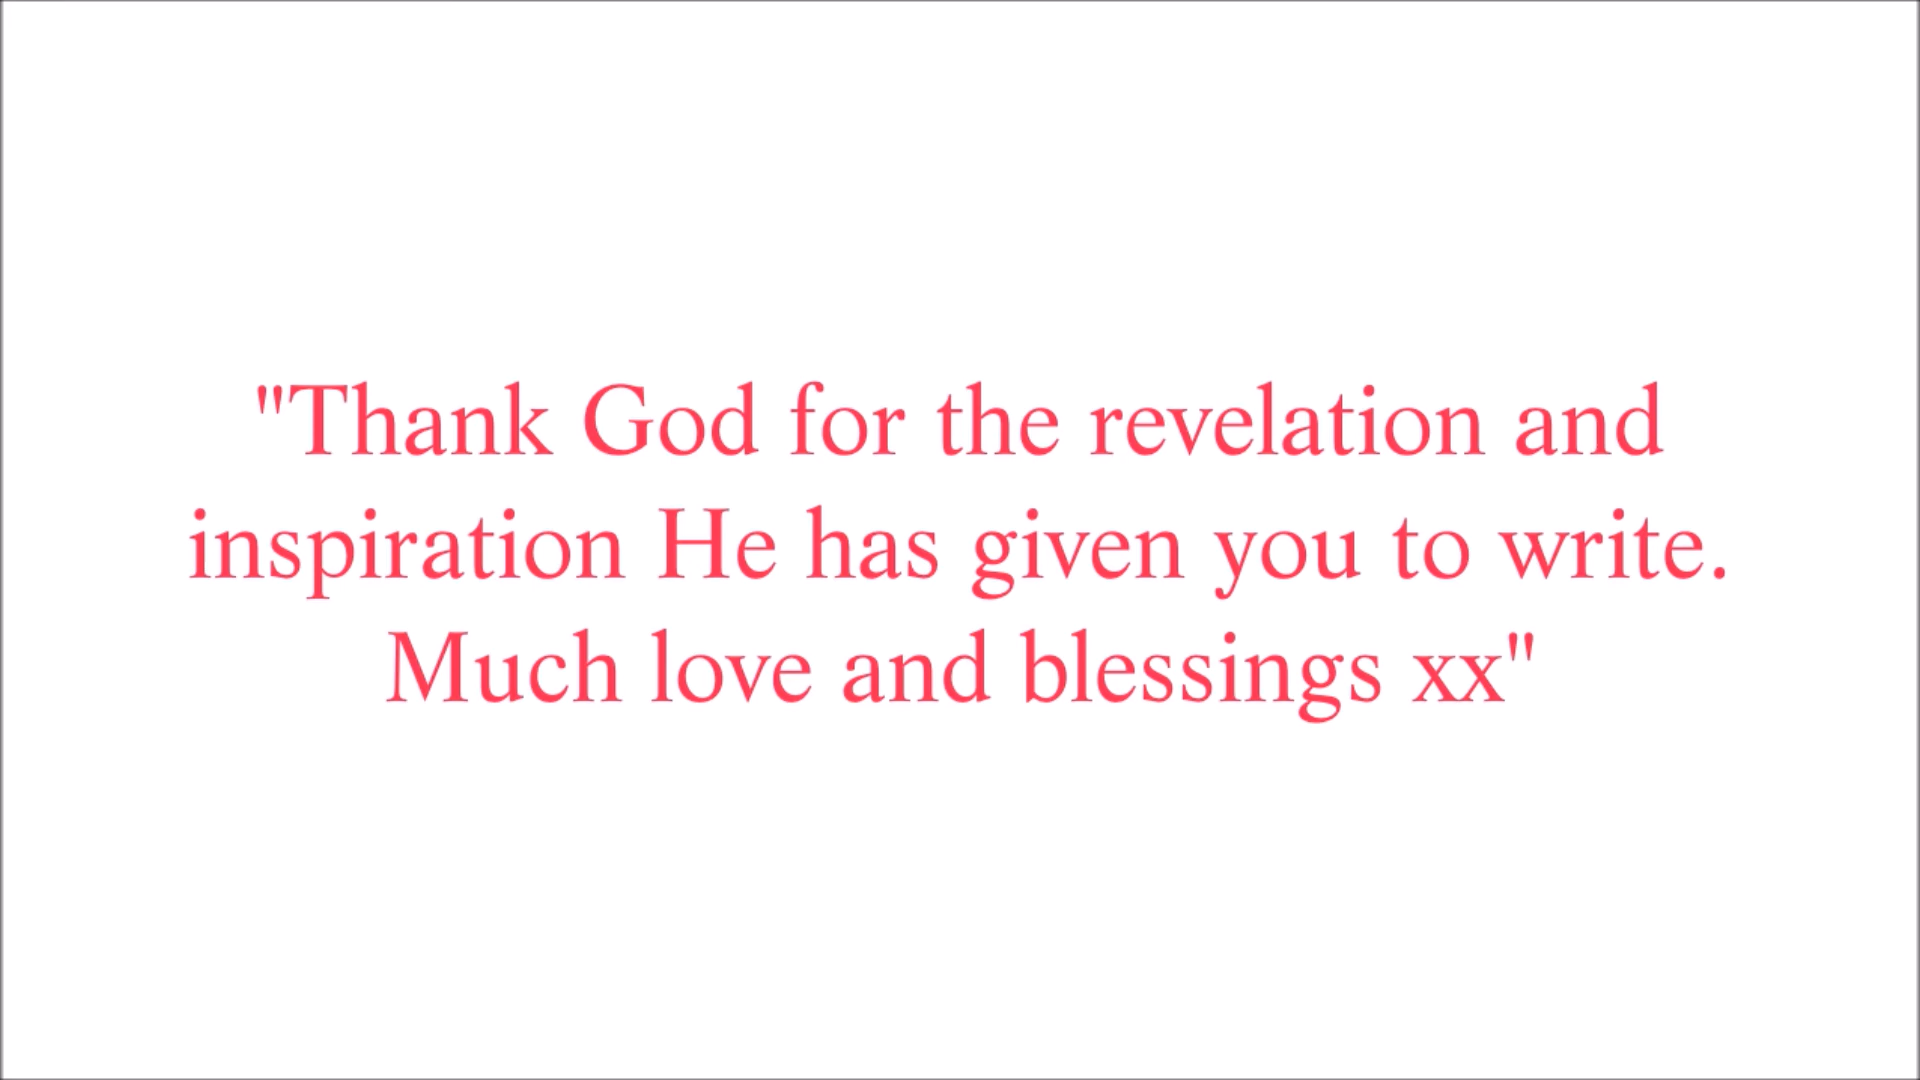 "Thank God for the revelation and
inspiration He has given you to write.
Much love and blessings xx"